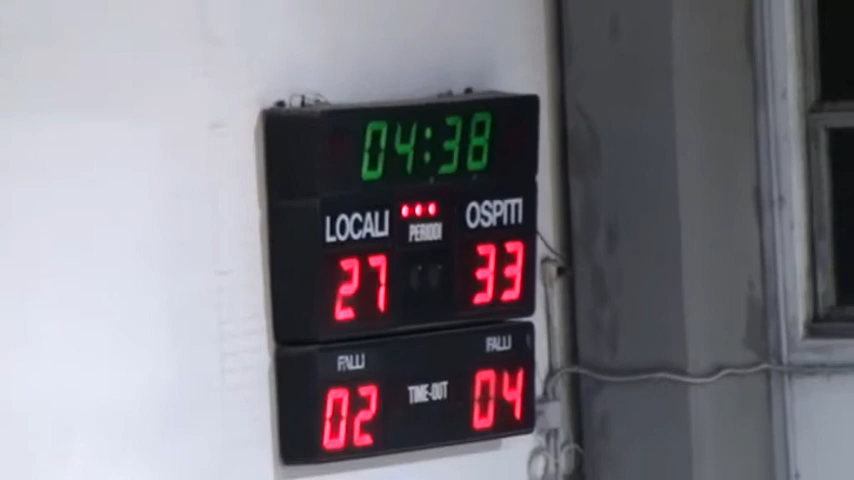 04:38
LOCALI PERIODI OSPITI
27 33
FALLI FALLI
02 TIME-OUT 04